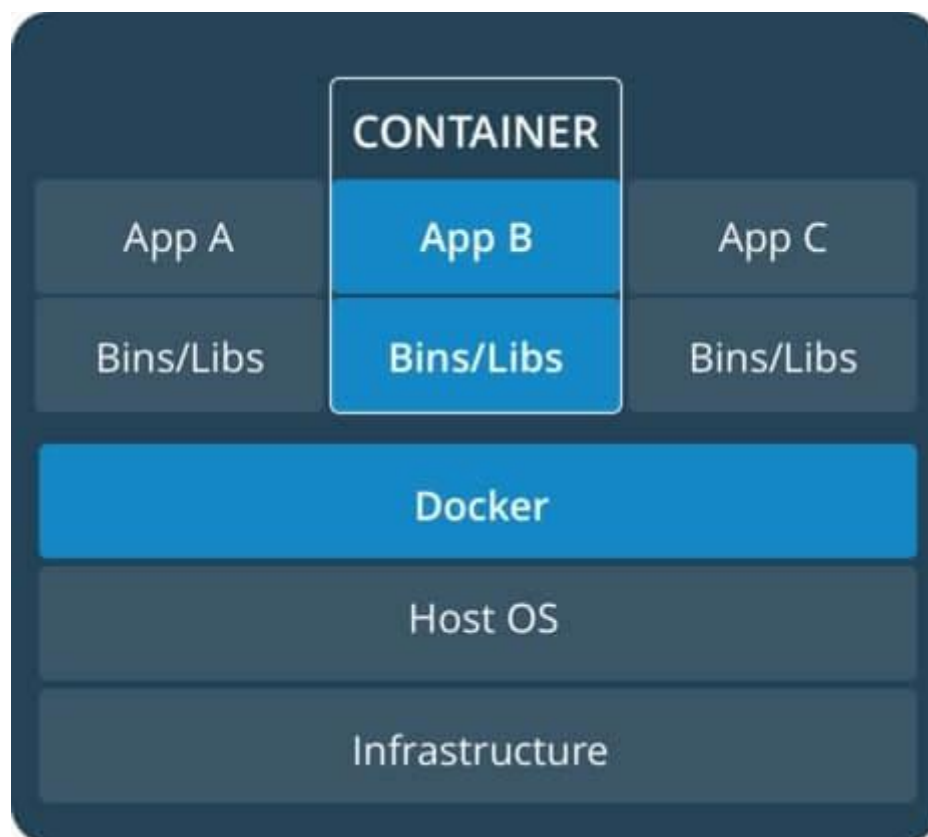 CONTAINER
App A
App B
App C
Bins/Libs
Bins/Libs
Bins/Libs
Docker
Host OS
Infrastructure